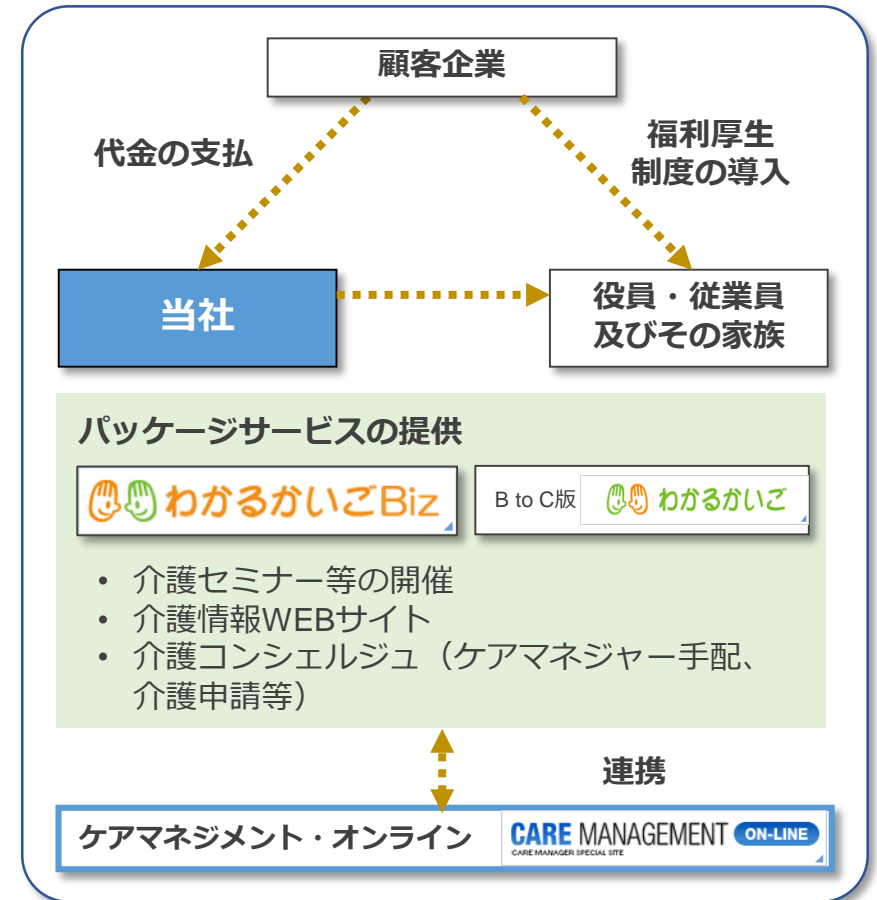 顧客企業
代金の支払
福利厚生
制度の導入
当社
役員・従業員
及びその家族
パッケージサービスの提供
わかるかいごBiz
B to C版 わかるかいご
• 介護セミナー等の開催
• 介護情報WEBサイト
• 介護コンシェルジュ（ケアマネジャー手配、
介護申請等）
連携
ケアマネジメント・オンライン
CARE MANAGEMENT ON-LINE
CARE MANAGER SPECIAL SITE